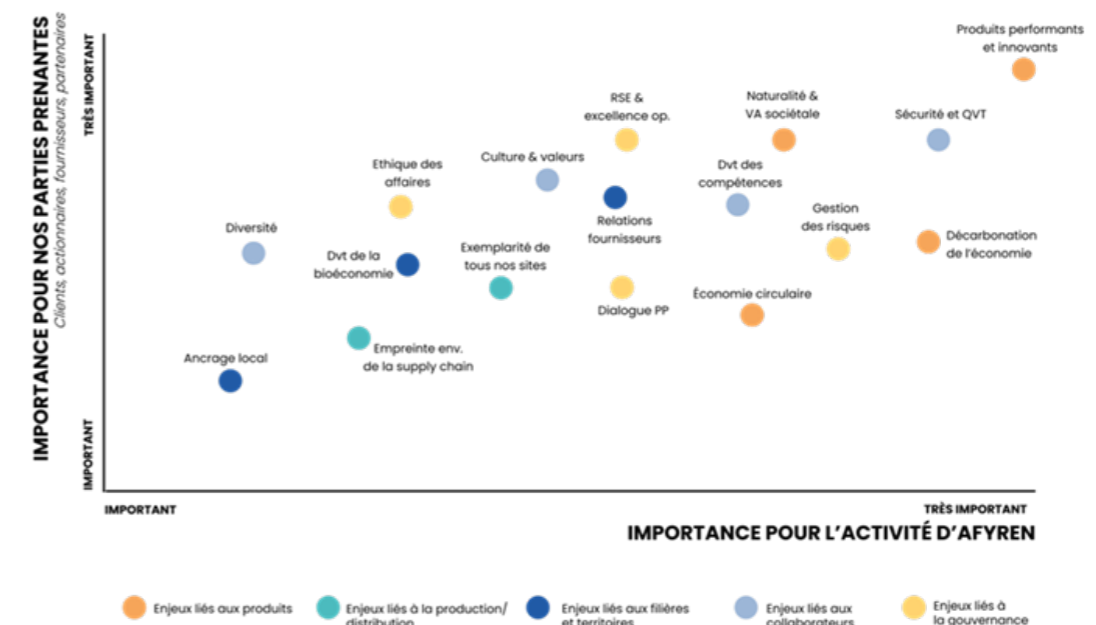 IMPORTANCE POUR NOS PARTIES PRENANTES
Clients, actionnaires, fournisseurs, partenaires
TRÈS IMPORTANT
IMPORTANT
Produits performants
et innovants
RSE &
excellence op.
Naturalité &
VA sociétale
Sécurité et QVT
Culture & valeurs
Ethique des
affaires
Dvt des
compétences
Relations
fournisseurs
Gestion
des risques
Diversité
Décarbonation
de l'économie
Dvt de la
bioéconomie
Exemplarité de
tous nos sites
Dialogue PP
Économie circulaire
Empreinte env.
de la supply chain
Ancrage local
IMPORTANT
TRÈS IMPORTANT
IMPORTANCE POUR L'ACTIVITÉ D'AFYREN
Enjeux liés aux produits
Enjeux liés à la production/
distribution
Enjeux liés aux filières
et territoires
Enjeux liés aux
collaborateurs
Enjeux liés à
la gouvernance